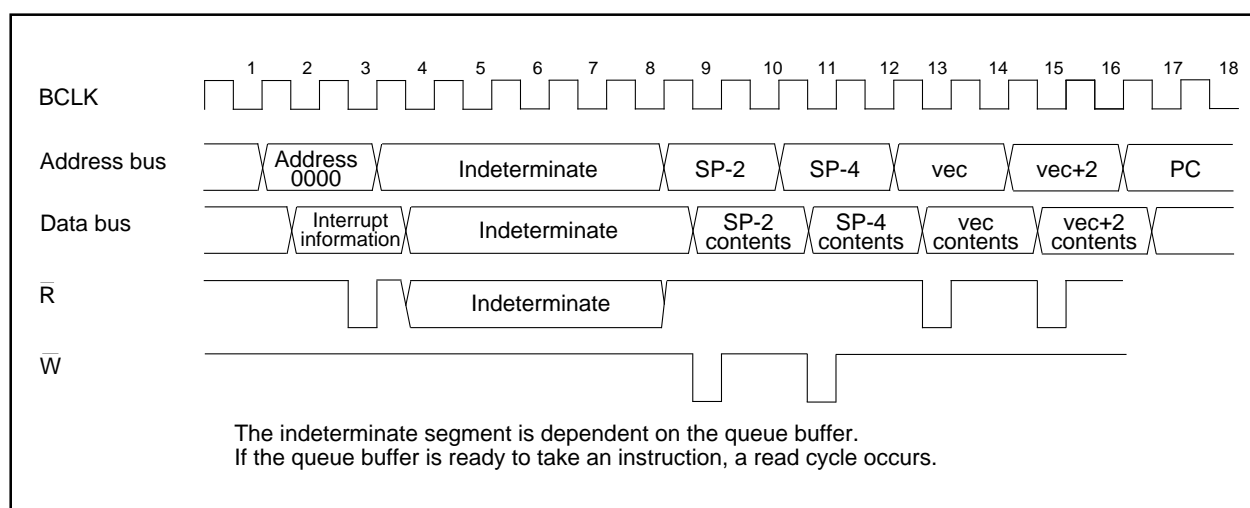 1 2 3 4 5 6 7 8 9 10 11 12 13 14 15 16 17 18
BCLK
Address bus
Address
0000
Indeterminate
SP-2
SP-4
vec
vec+2
PC
Data bus
Interrupt
information
Indeterminate
SP-2
contents
SP-4
contents
vec
contents
vec+2
contents
R̅
Indeterminate
W̅
The indeterminate segment is dependent on the queue buffer.
If the queue buffer is ready to take an instruction, a read cycle occurs.